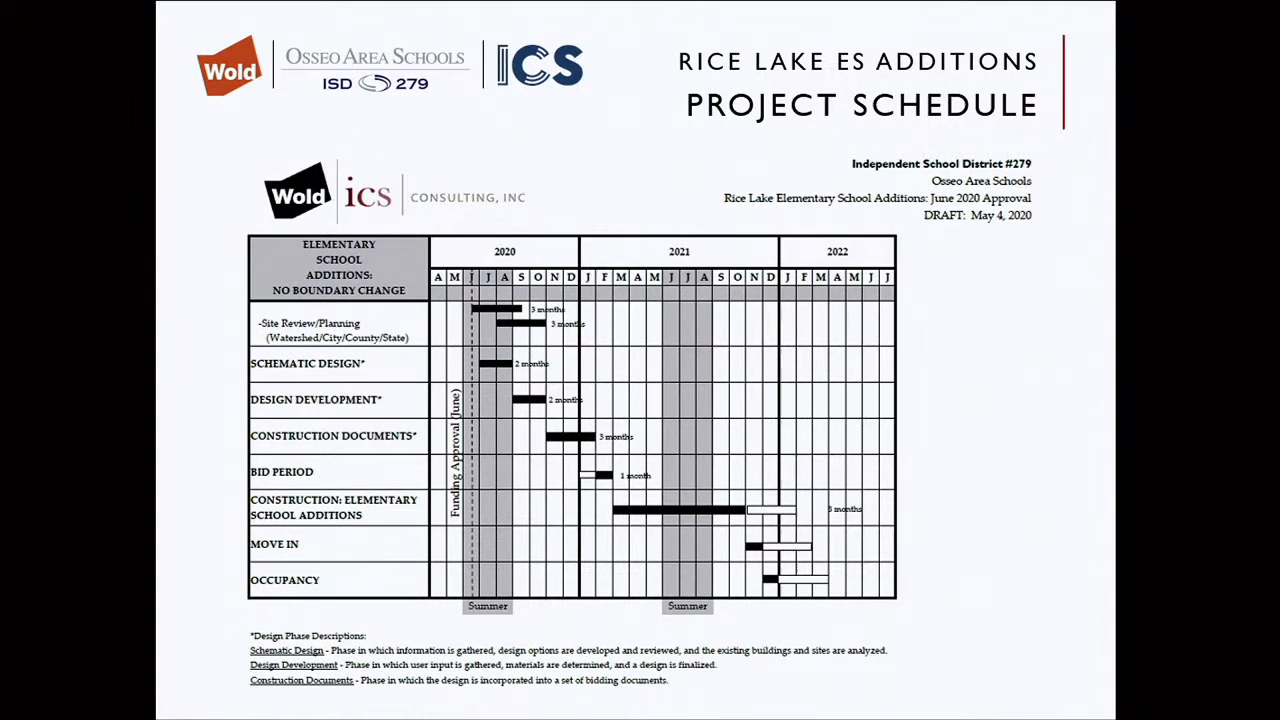 Wold
OSSEO AREA SCHOOLS
ISD 279
ICS
RICE LAKE ES ADDITIONS
PROJECT SCHEDULE
Wold
ics
CONSULTING, INC
Independent School District #279
Osseo Area Schools
Rice Lake Elementary School Additions: June 2020 Approval
DRAFT: May 4, 2020
ELEMENTARY
SCHOOL
ADDITIONS:
NO BOUNDARY CHANGE
2020 2021 2022
A M J J A S O N D J F M A M J J A S O N D J F M A M J J
3 months
-Site Review/Planning 3 months
(Watershed/City/County/State)
SCHEMATIC DESIGN* 2 months
DESIGN DEVELOPMENT* 2 months
Funding Approval (June)
CONSTRUCTION DOCUMENTS* 3 months
BID PERIOD 1 month
CONSTRUCTION: ELEMENTARY
SCHOOL ADDITIONS months
MOVE IN
OCCUPANCY
Summer Summer
*Design Phase Descriptions:
Schematic Design - Phase in which information is gathered, design options are developed and reviewed, and the existing buildings and sites are analyzed.
Design Development - Phase in which user input is gathered, materials are determined, and a design is finalized.
Construction Documents - Phase in which the design is incorporated into a set of bidding documents.